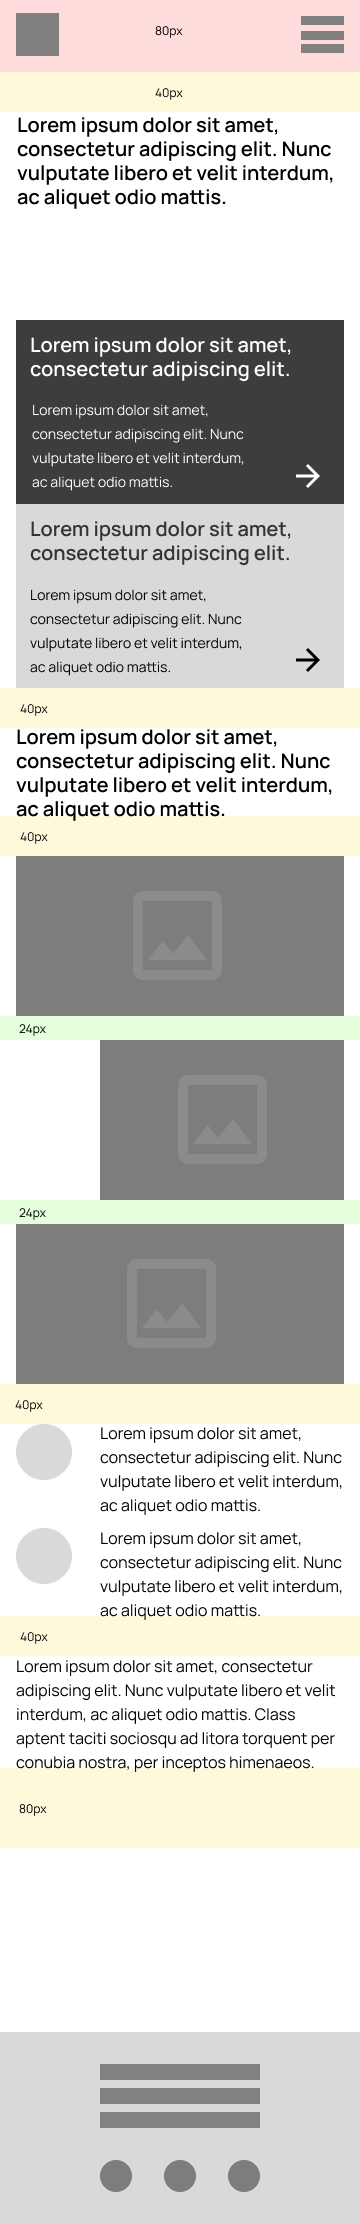 80px
40px
Lorem ipsum dolor sit amet,
consectetur adipiscing elit. Nunc
vulputate libero et velit interdum,
ac aliquet odio mattis.
Lorem ipsum dolor sit amet,
consectetur adipiscing elit.
Lorem ipsum dolor sit amet,
consectetur adipiscing elit. Nunc
vulputate libero et velit interdum,
ac aliquet odio mattis.
Lorem ipsum dolor sit amet,
consectetur adipiscing elit.
Lorem ipsum dolor sit amet,
consectetur adipiscing elit. Nunc
vulputate libero et velit interdum,
ac aliquet odio mattis.
40px
Lorem ipsum dolor sit amet,
consectetur adipiscing elit. Nunc
vulputate libero et velit interdum,
ac aliquet odio mattis.
40px
24px
24px
40px
Lorem ipsum dolor sit amet,
consectetur adipiscing elit. Nunc
vulputate libero et velit interdum,
ac aliquet odio mattis.
Lorem ipsum dolor sit amet,
consectetur adipiscing elit. Nunc
vulputate libero et velit interdum,
ac aliquet odio mattis.
40px
Lorem ipsum dolor sit amet, consectetur
adipiscing elit. Nunc vulputate libero et velit
interdum, ac aliquet odio mattis. Class
aptent taciti sociosqu ad litora torquent per
conubia nostra, per inceptos himenaeos.
80px